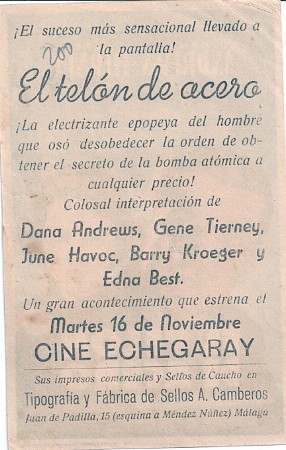 ¡El suceso más sensacional llevado a
la pantalla!
200
El telón de acero
¡La electrizante epopeya del hombre
que osó desobedecer la orden de ob-
tener el secreto de la bomba atómica a
cualquier precio!
Colosal interpretación de
Dana Andrews, Gene Tierney,
June Havoc, Barry Kroeger y
Edna Best.
Un gran acontecimiento que estrena el
Martes 16 de Noviembre
CINE ECHEGARAY
Sus impresos comerciales y Sellos de Caucho en
Tipografía y Fábrica de Sellos A. Camberos
Juan de Padilla, 15 (esquina a Méndez Núñez) Málaga